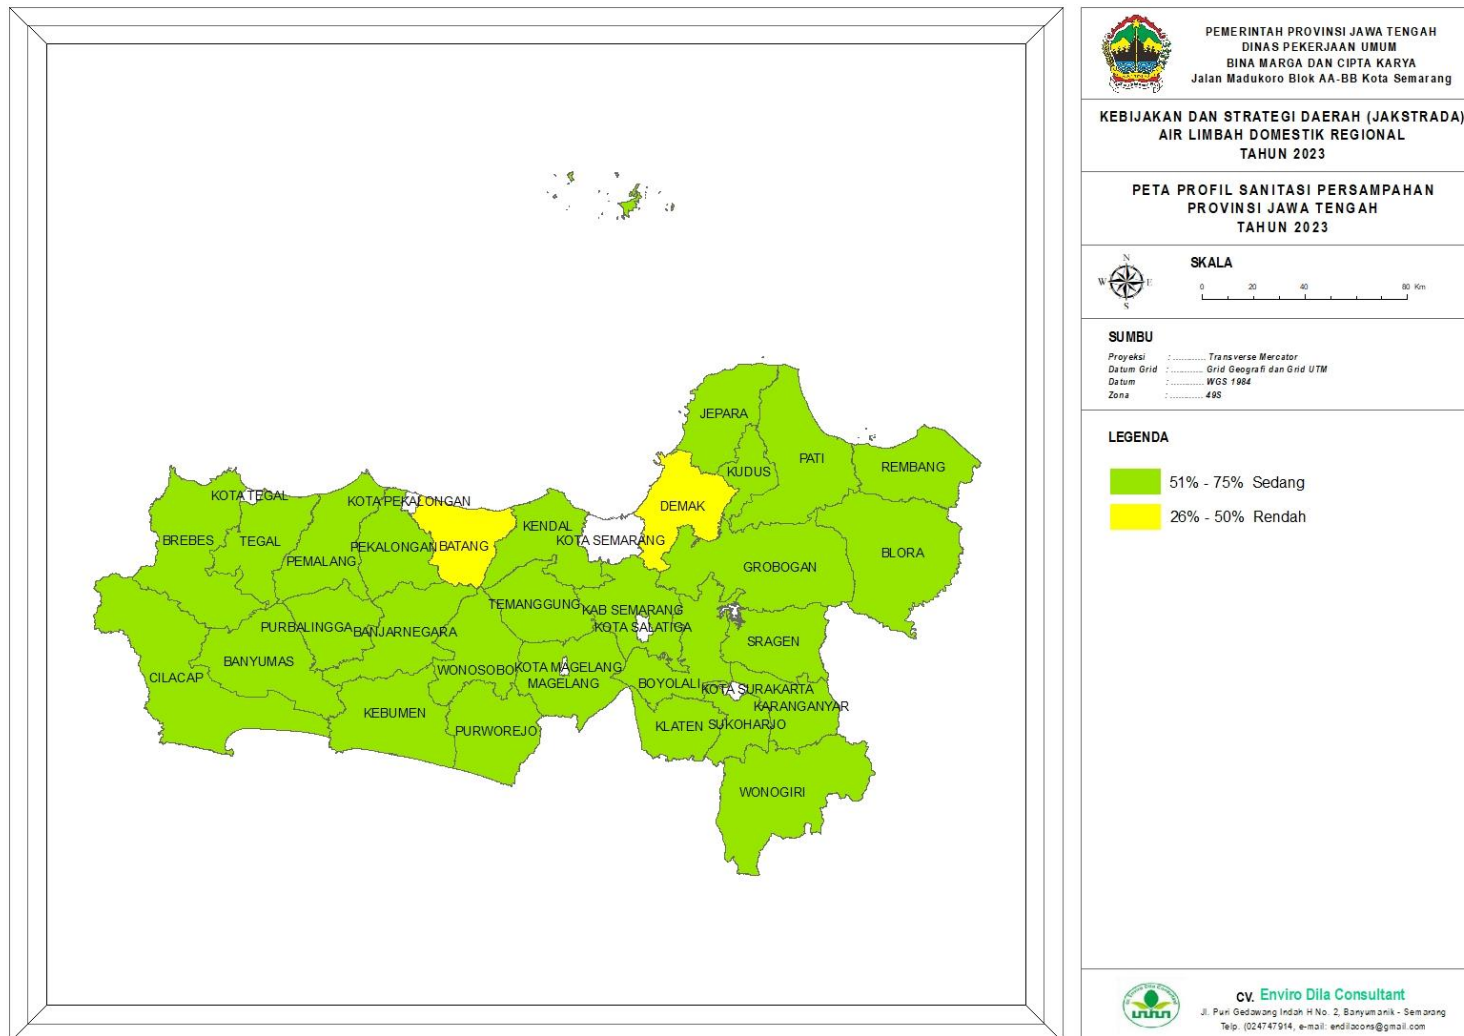 PEMERINTAH PROVINSI JAWA TENGAH
DINAS PEKERJAAN UMUM
BINA MARGA DAN CIPTA KARYA
Jalan Madukoro Blok AA-BB Kota Semarang
KEBIJAKAN DAN STRATEGI DAERAH (JAKSTRADA)
AIR LIMBAH DOMESTIK REGIONAL
TAHUN 2023
PETA PROFIL SANITASI PERSAMPAHAN
PROVINSI JAWA TENGAH
TAHUN 2023
N
W E
S
SKALA
0 20 40 80 Km
SUMBU
Proyeksi : ........... Transverse Mercator
Datum Grid : ........... Grid Geografi dan Grid UTM
Datum : ........... WGS 1984
Zona : ........... 49S
LEGENDA
51% - 75% Sedang
26% - 50% Rendah
JEPARA
KUDUS
PATI
REMBANG
KOTA TEGAL
KOTA PEKALONGAN
DEMAK
BREBES
TEGAL
PEMALANG
PEKALONGAN
BATANG
KENDAL
KOTA SEMARANG
GROBOGAN
BLORA
TEMANGGUNG
KAB SEMARANG
KOTA SALATIGA
PURBALINGGA
BANJARNEGARA
SRAGEN
CILACAP
BANYUMAS
WONOSOBO
KOTA MAGELANG
MAGELANG
BOYOLALI
KOTA SURAKARTA
KARANGANYAR
KEBUMEN
PURWOREJO
KLATEN
SUKOHARJO
WONOGIRI
CV. Enviro Dila Consultant
Jl. Puri Gedawang Indah H No. 2, Banyumanik - Semarang
Telp. (024747914, e-mail: endilacons@gmail.com